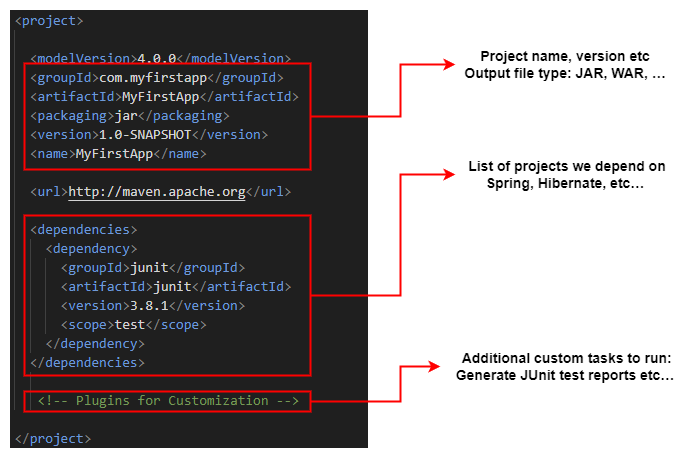 <project>
<modelVersion>4.0.0</modelVersion>
<groupId>com.myfirstapp</groupId>
<artifactId>MyFirstApp</artifactId>
<packaging>jar</packaging>
<version>1.0-SNAPSHOT</version>
<name>MyFirstApp</name>
<url>http://maven.apache.org</url>
<dependencies>
<dependency>
<groupId>junit</groupId>
<artifactId>junit</artifactId>
<version>3.8.1</version>
<scope>test</scope>
</dependency>
</dependencies>
<!-- Plugins for Customization -->
</project>
Project name, version etc
Output file type: JAR, WAR, …
List of projects we depend on
Spring, Hibernate, etc…
Additional custom tasks to run:
Generate JUnit test reports etc…